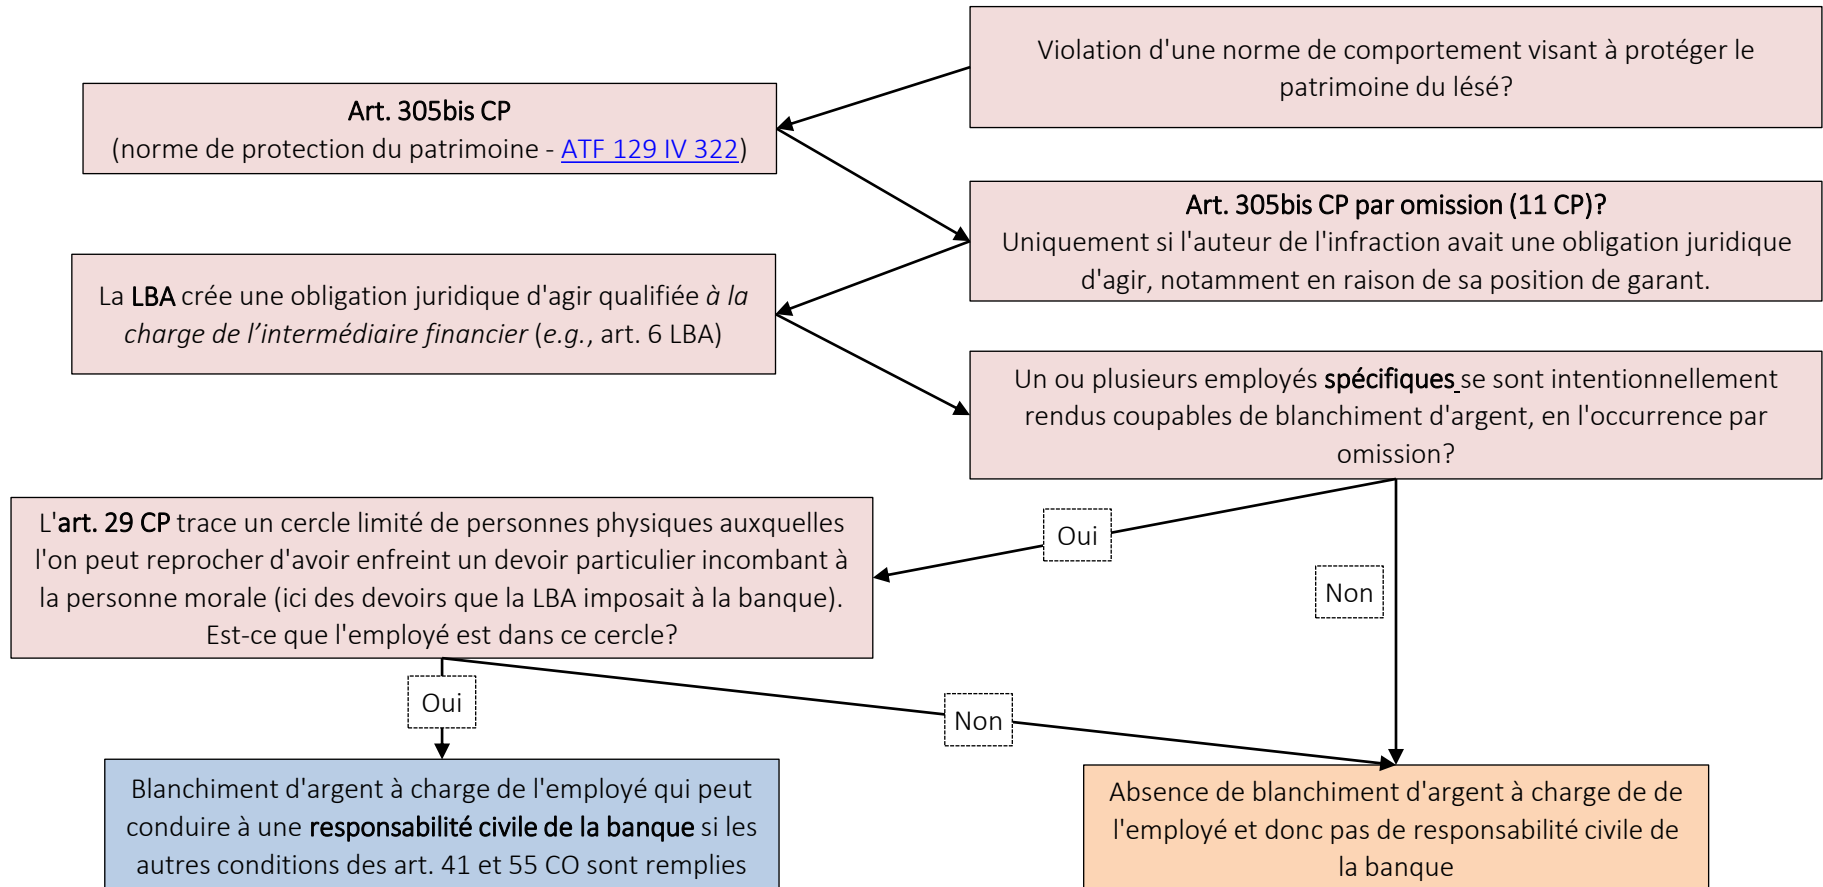 Violation d'une norme de comportement visant à protéger le
patrimoine du lésé?
Art. 305bis CP
(norme de protection du patrimoine - ATF 129 IV 322)
Art. 305bis CP par omission (11 CP)?
Uniquement si l'auteur de l'infraction avait une obligation juridique
d'agir, notamment en raison de sa position de garant.
La LBA crée une obligation juridique d'agir qualifiée à la
charge de l’intermédiaire financier (e.g., art. 6 LBA)
Un ou plusieurs employés spécifiques se sont intentionnellement
rendus coupables de blanchiment d'argent, en l'occurrence par
omission?
L'art. 29 CP trace un cercle limité de personnes physiques auxquelles
l'on peut reprocher d'avoir enfreint un devoir particulier incombant à
la personne morale (ici des devoirs que la LBA imposait à la banque).
Est-ce que l'employé est dans ce cercle?
Oui
Non
Oui
Non
Blanchiment d'argent à charge de l'employé qui peut
conduire à une responsabilité civile de la banque si les
autres conditions des art. 41 et 55 CO sont remplies
Absence de blanchiment d'argent à charge de de
l'employé et donc pas de responsabilité civile de
la banque